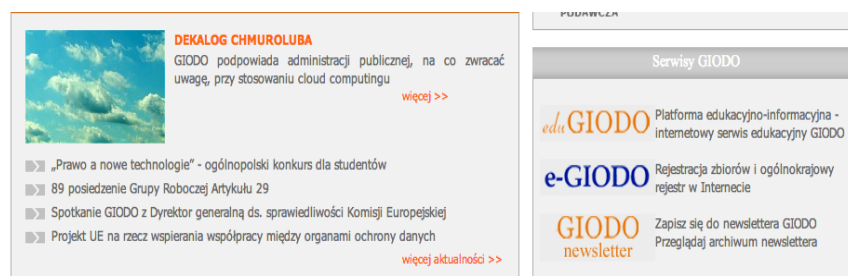 DEKALOG CHMUROLUBA
GIODO podpowiada administracji publicznej, na co zwracać
uwagę, przy stosowaniu cloud computingu
więcej >>
„Prawo a nowe technologie” - ogólnopolski konkurs dla studentów
89 posiedzenie Grupy Roboczej Artykułu 29
Spotkanie GIODO z Dyrektor generalną ds. sprawiedliwości Komisji Europejskiej
Projekt UE na rzecz wspierania współpracy między organami ochrony danych
więcej aktualności >>
PODAWCZA
Serwisy GIODO
edu GIODO
Platforma edukacyjno-informacyjna -
internetowy serwis edukacyjny GIODO
e-GIODO
Rejestracja zbiorów i ogólnokrajowy
rejestr w Internecie
GIODO
newsletter
Zapisz się do newslettera GIODO
Przeglądaj archiwum newslettera